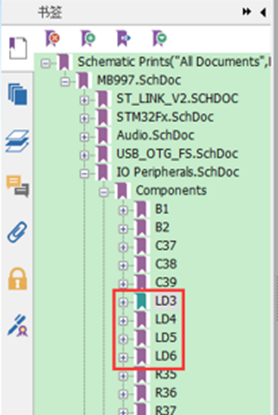 书签
Schematic Prints("All Documents",
MB997.SchDoc
ST_LINK_V2.SCHDOC
STM32Fx.SchDoc
Audio.SchDoc
USB_OTG_FS.SchDoc
IO Peripherals.SchDoc
Components
B1
B2
C37
C38
C39
LD3
LD4
LD5
LD6
R35
R36
R37